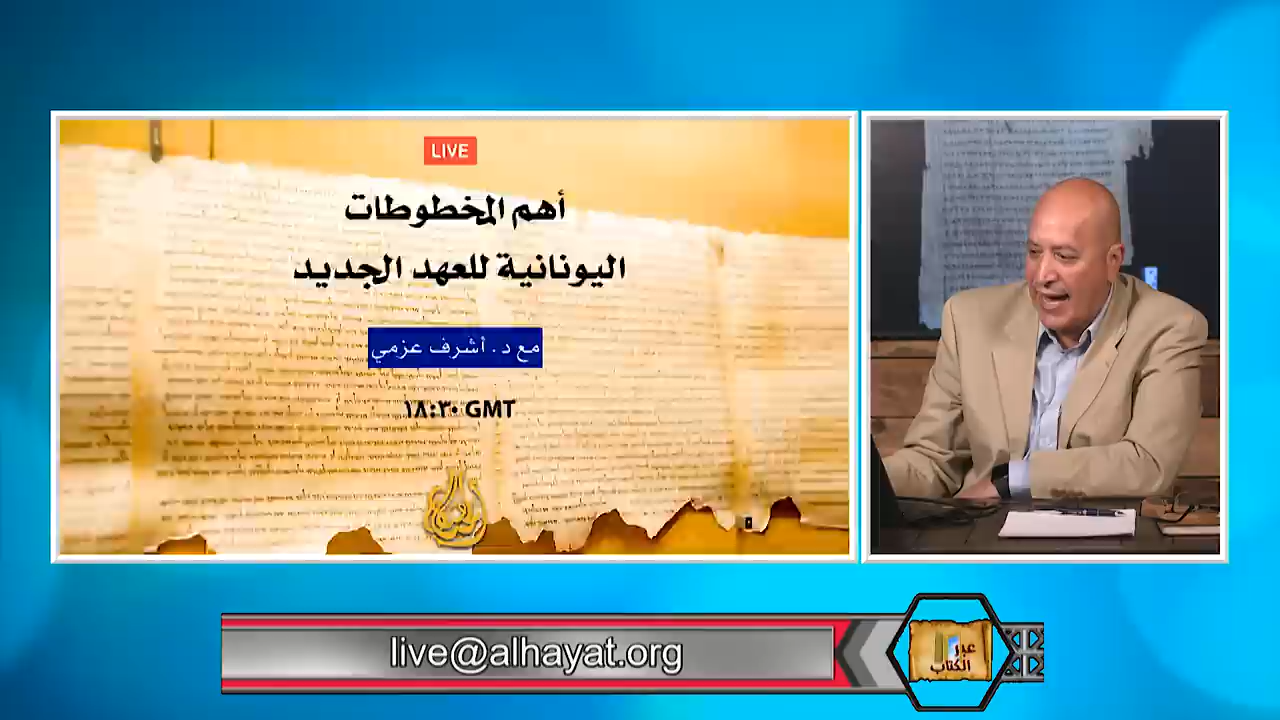 LIVE
أهم المخطوطات
اليونانية للعهد الجديد
مع د. أشرف عزمي
١٨:٣٠ GMT
live@alhayat.org
عبر
الكتاب